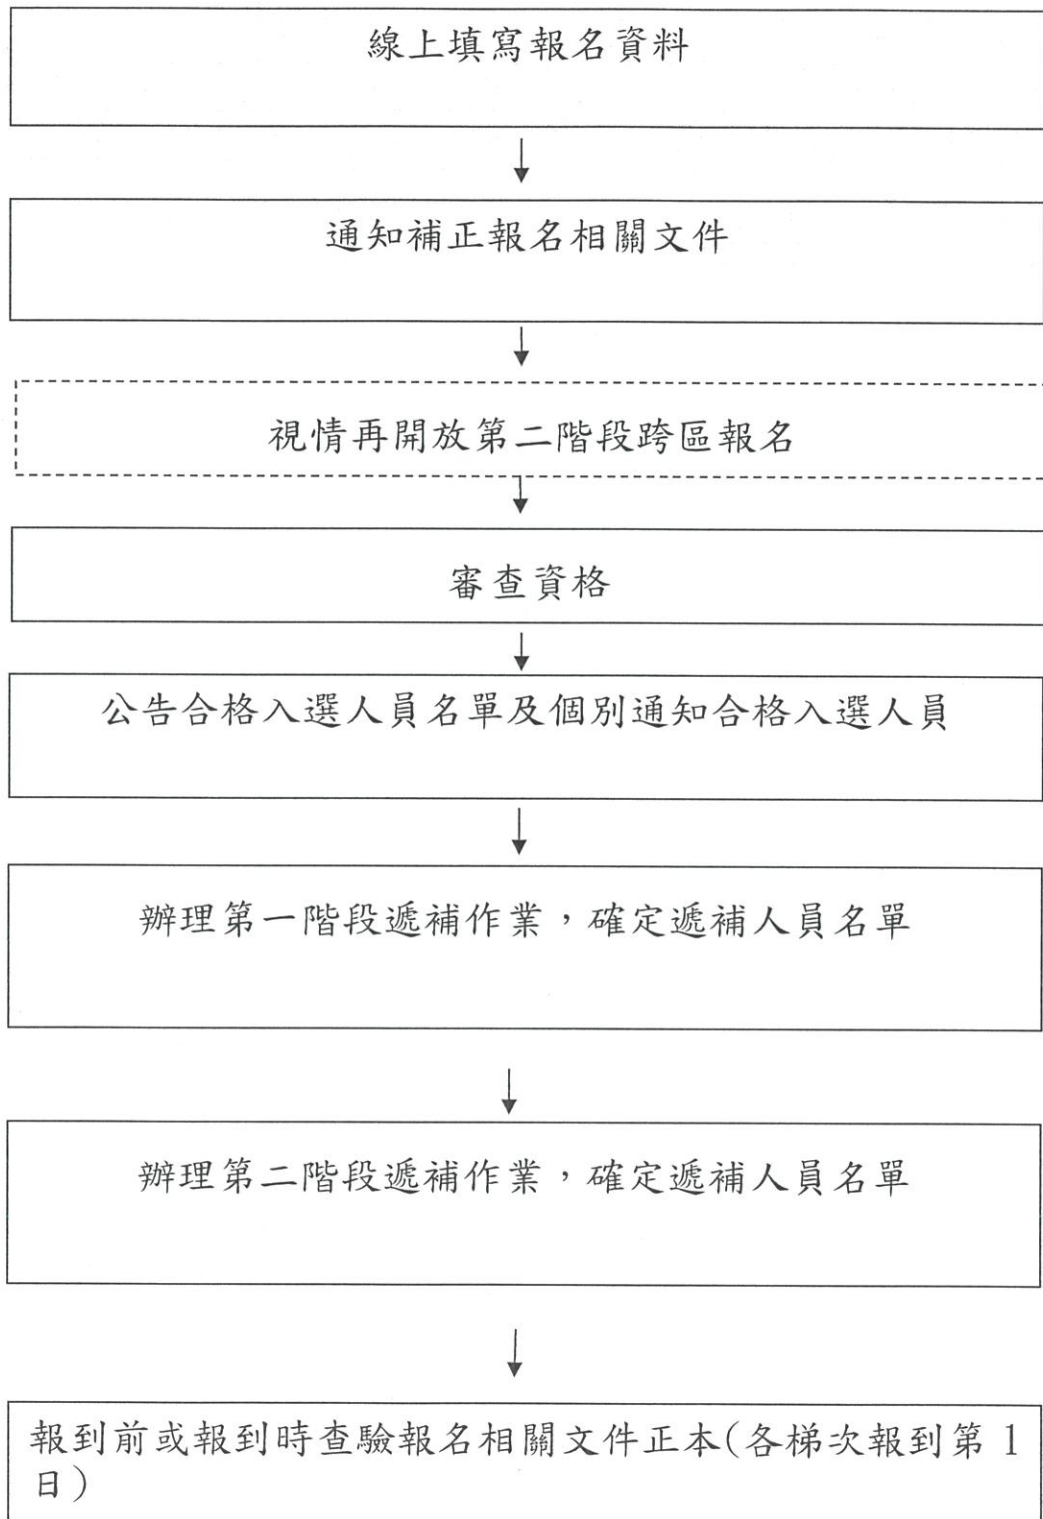 線上填寫報名資料
通知補正報名相關文件
視情再開放第二階段跨區報名
審查資格
公告合格入選人員名單及個別通知合格入選人員
辦理第一階段遞補作業，確定遞補人員名單
辦理第二階段遞補作業，確定遞補人員名單
報到前或報到時查驗報名相關文件正本(各梯次報到第1
日)